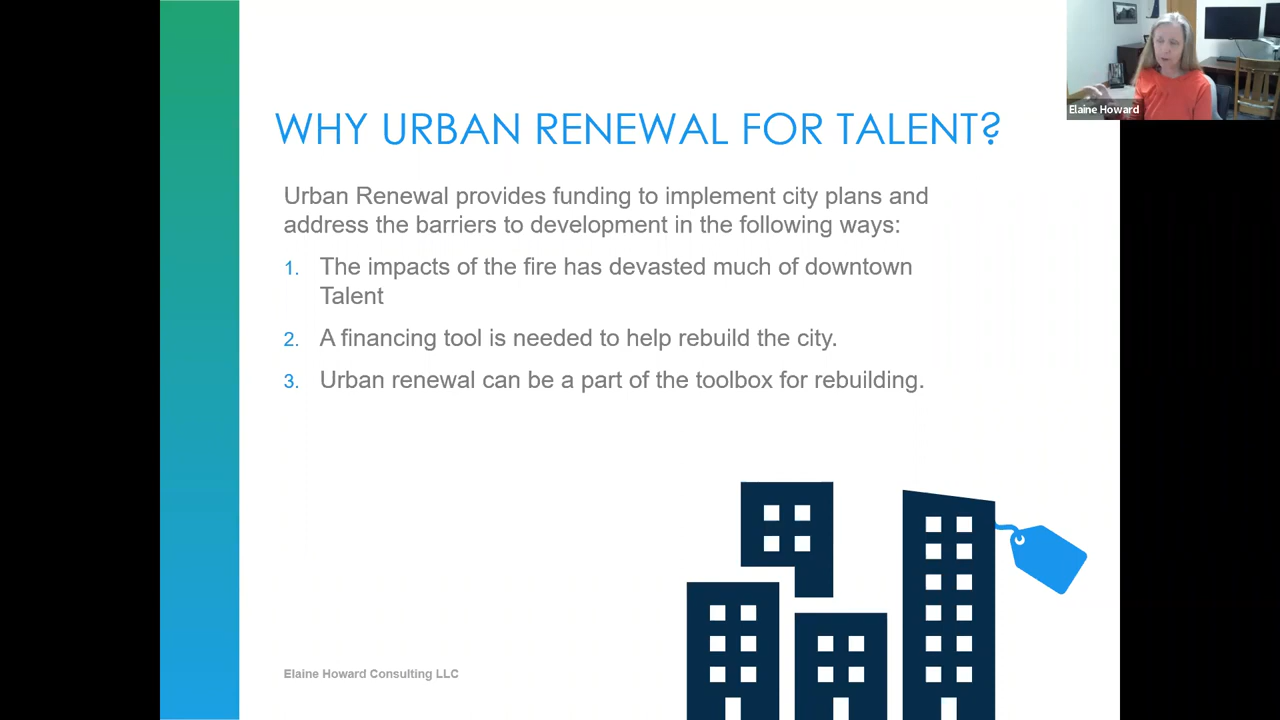 Elaine Howard
WHY URBAN RENEWAL FOR TALENT?
Urban Renewal provides funding to implement city plans and
address the barriers to development in the following ways:
1. The impacts of the fire has devasted much of downtown
Talent
2. A financing tool is needed to help rebuild the city.
3. Urban renewal can be a part of the toolbox for rebuilding.
Elaine Howard Consulting LLC